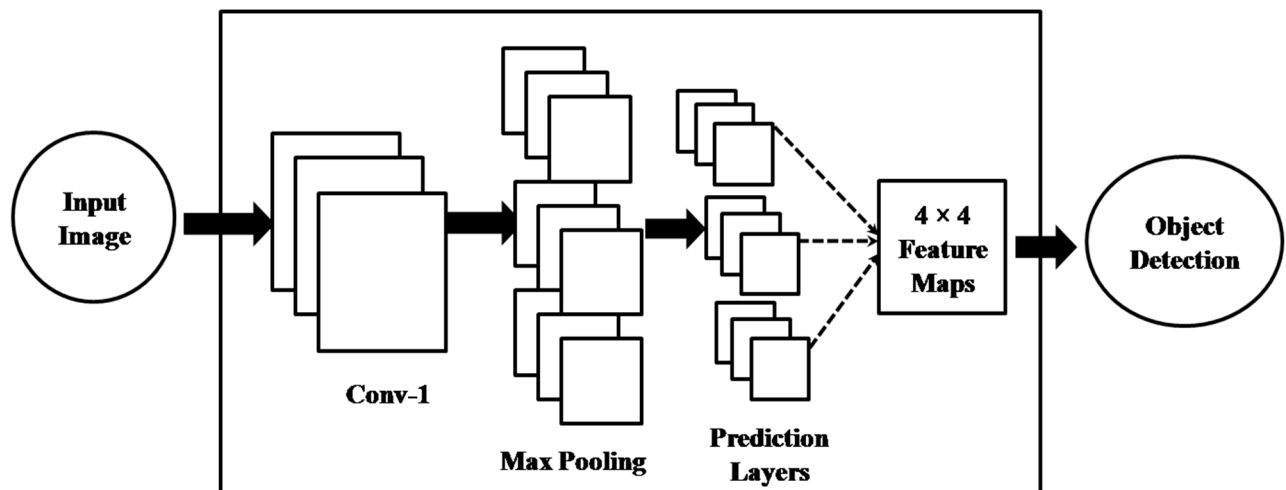 Input
Image
Conv-1
Max Pooling
Prediction
Layers
4 × 4
Feature
Maps
Object
Detection